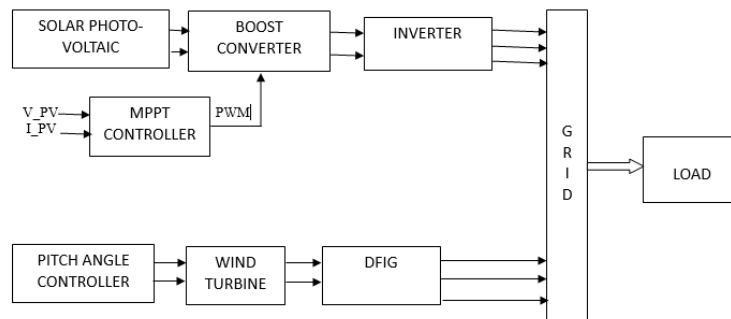 SOLAR PHOTO-
VOLTAIC
BOOST
CONVERTER
INVERTER
V_PV
I_PV
MPPT
CONTROLLER
PWM
G
R
I
D
LOAD
PITCH ANGLE
CONTROLLER
WIND
TURBINE
DFIG